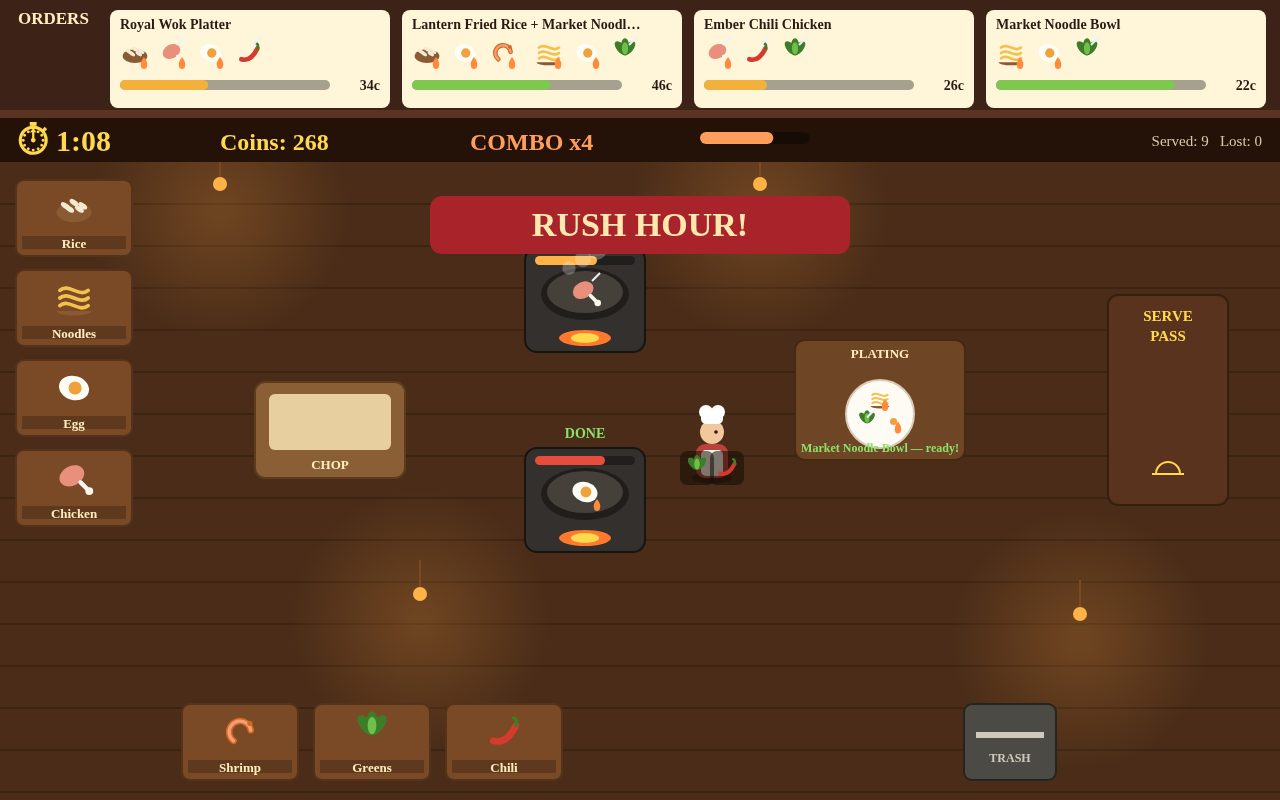 ORDERS
Royal Wok Platter
34c
Lantern Fried Rice + Market Noodl…
46c
Ember Chili Chicken
26c
Market Noodle Bowl
22c
1:08
Coins: 268
COMBO x4
Served: 9 Lost: 0
RUSH HOUR!
Rice
Noodles
Egg
Chicken
CHOP
DONE
PLATING
Market Noodle Bowl — ready!
SERVE
PASS
Shrimp
Greens
Chili
TRASH